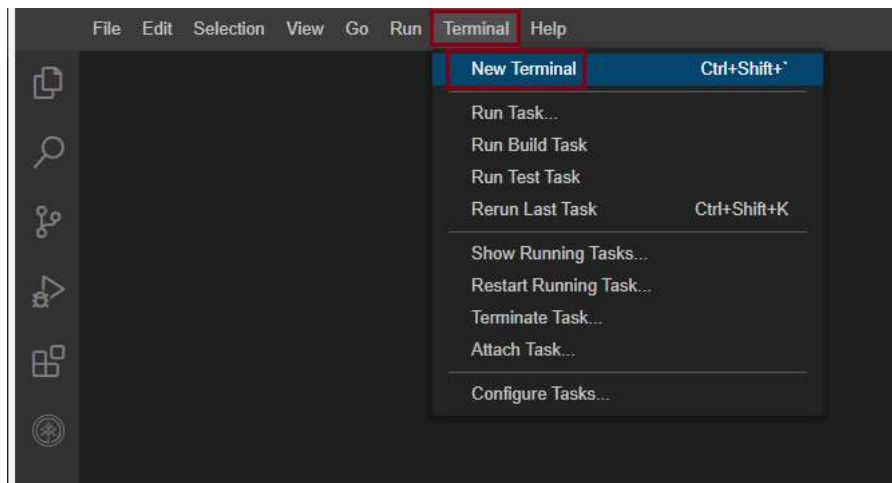 File Edit Selection View Go Run Terminal Help
New Terminal Ctrl+Shift+`
Run Task...
Run Build Task
Run Test Task
Rerun Last Task Ctrl+Shift+K
Show Running Tasks...
Restart Running Task...
Terminate Task...
Attach Task...
Configure Tasks...